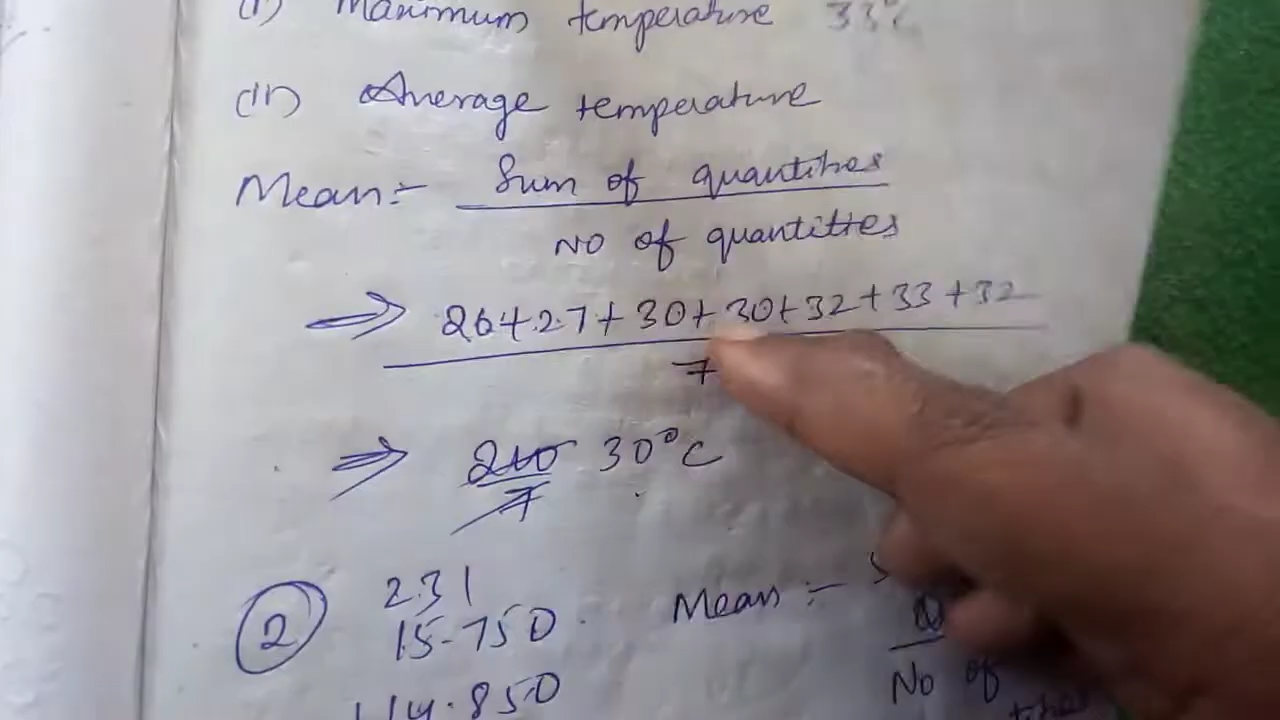 (i) Maximum temperature 33°C
(ii) Average temperature
Mean:- Sum of quantities
No of quantities
⇒ 26+27+30+30+32+33+32
7
⇒ 210 30°C
7
2 231
15.750 Mean :-
114.850 No of